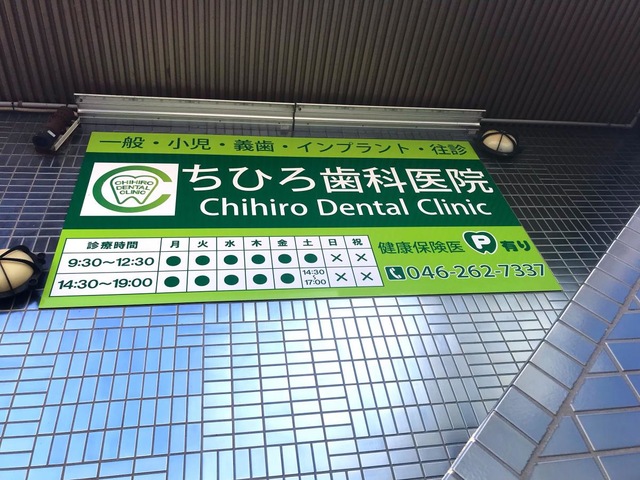 一般・小児・義歯・インプラント・往診
CHIHIRO
DENTAL
CLINIC
ちひろ歯科医院
Chihiro Dental Clinic
診療時間 月 火 水 木 金 土 日 祝
9:30～12:30 ● ● ● ● ● ● × ×
14:30～19:00 ● ● ● ● ● 14:30～17:00 × ×
健康保険医 P 有り
046-262-7337